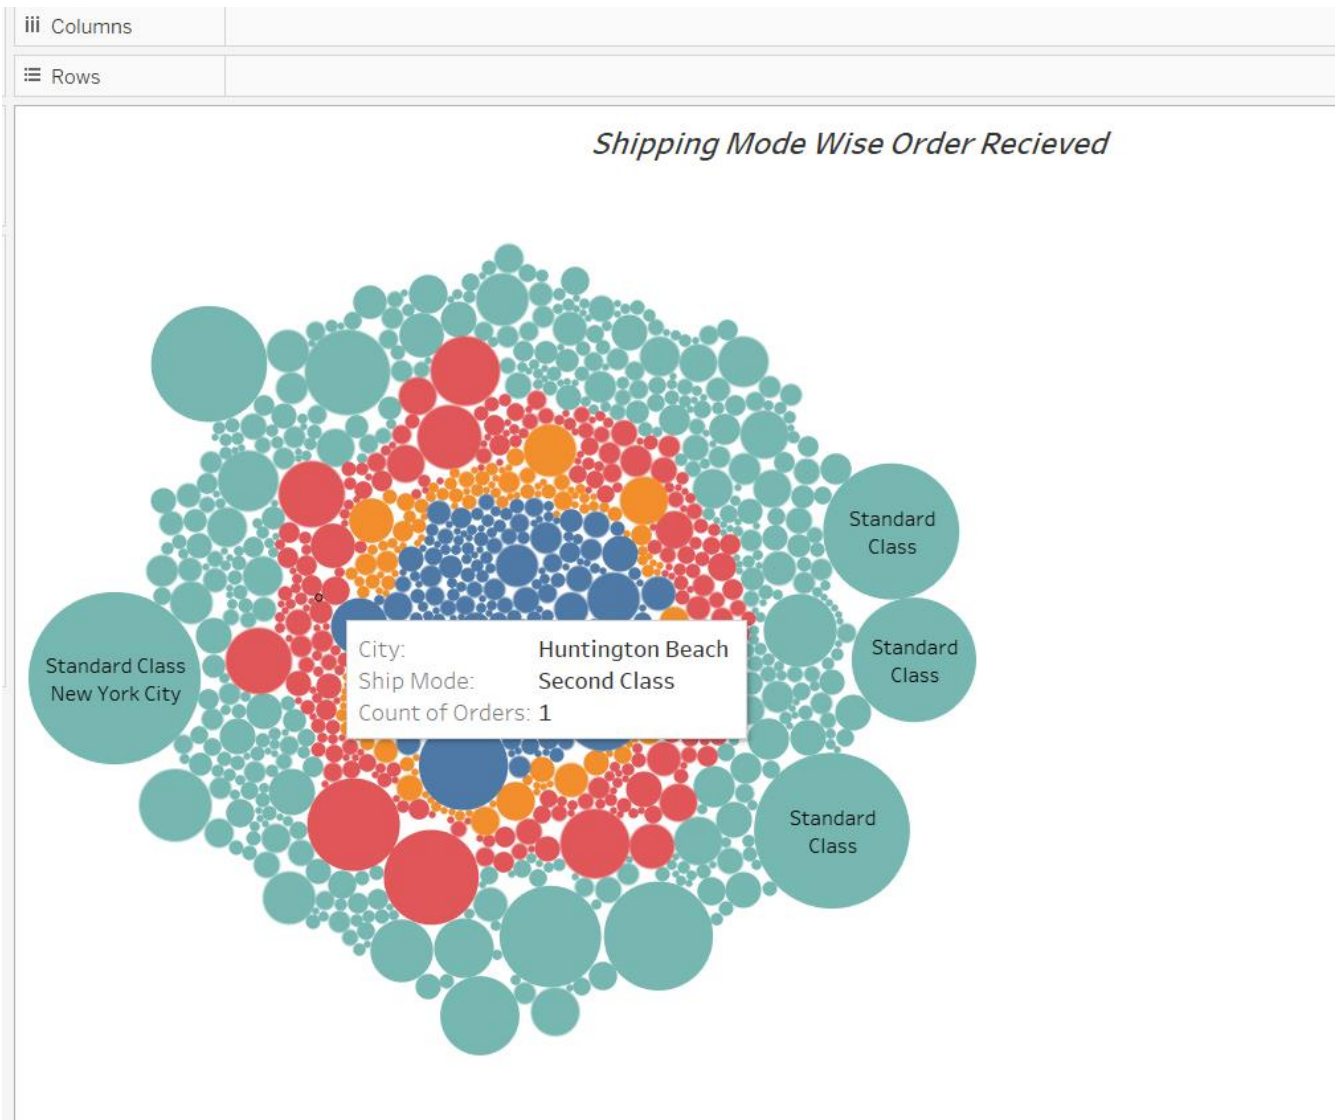 Columns
Rows
Shipping Mode Wise Order Recieved
Standard
Class
Standard Class
New York City
City: Huntington Beach
Ship Mode: Second Class
Count of Orders: 1
Standard
Class
Standard
Class